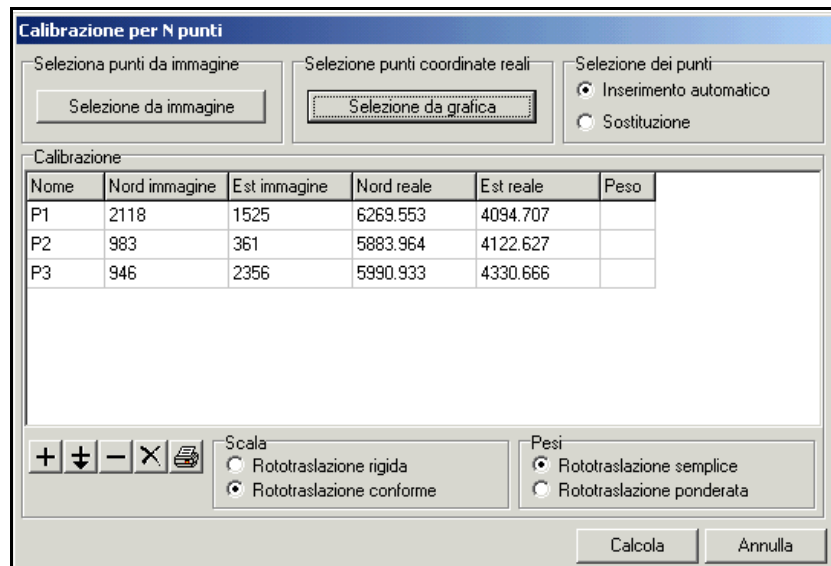 Calibrazione per N punti
Seleziona punti da immagine
Selezione da immagine
Selezione punti coordinate reali
Selezione da grafica
Selezione dei punti
Inserimento automatico
Sostituzione
Calibrazione
Nome Nord immagine Est immagine Nord reale Est reale Peso
P1 2118 1525 6269.553 4094.707
P2 983 361 5883.964 4122.627
P3 946 2356 5990.933 4330.666
Scala
Rototraslazione rigida
Rototraslazione conforme
Pesi
Rototraslazione semplice
Rototraslazione ponderata
Calcola Annulla